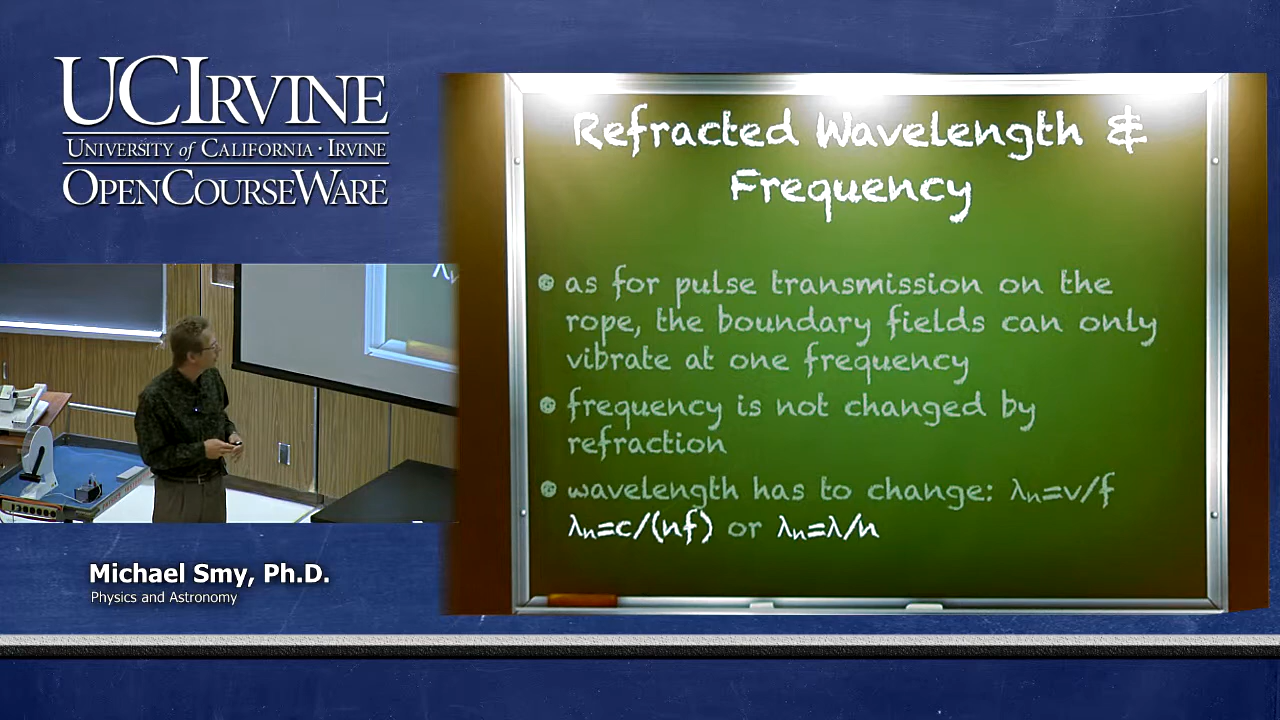 UCIRVINE
UNIVERSITY of CALIFORNIA · IRVINE
OPENCOURSEWARE
Refracted Wavelength &
Frequency
as for pulse transmission on the
rope, the boundary fields can only
vibrate at one frequency
frequency is not changed by
refraction
wavelength has to change: λₙ=v/f
λₙ=c/(nf) or λₙ=λ/n
Michael Smy, Ph.D.
Physics and Astronomy